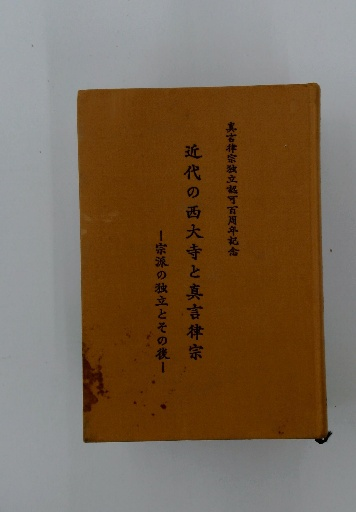 真言律宗独立認可百周年記念
近代の西大寺と真言律宗
ー宗派の独立とその後ー